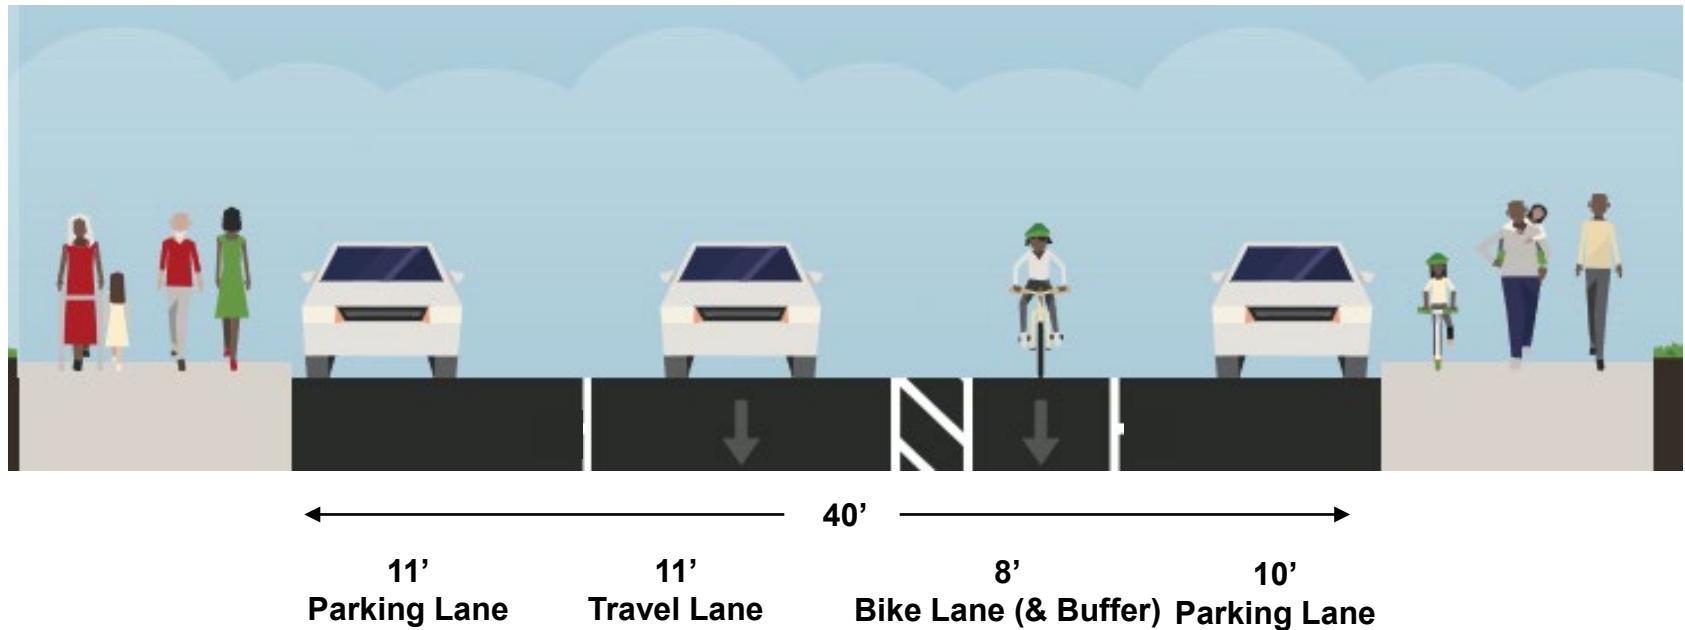 40’
11’
Parking Lane
11’
Travel Lane
8’
Bike Lane (& Buffer)
10’
Parking Lane